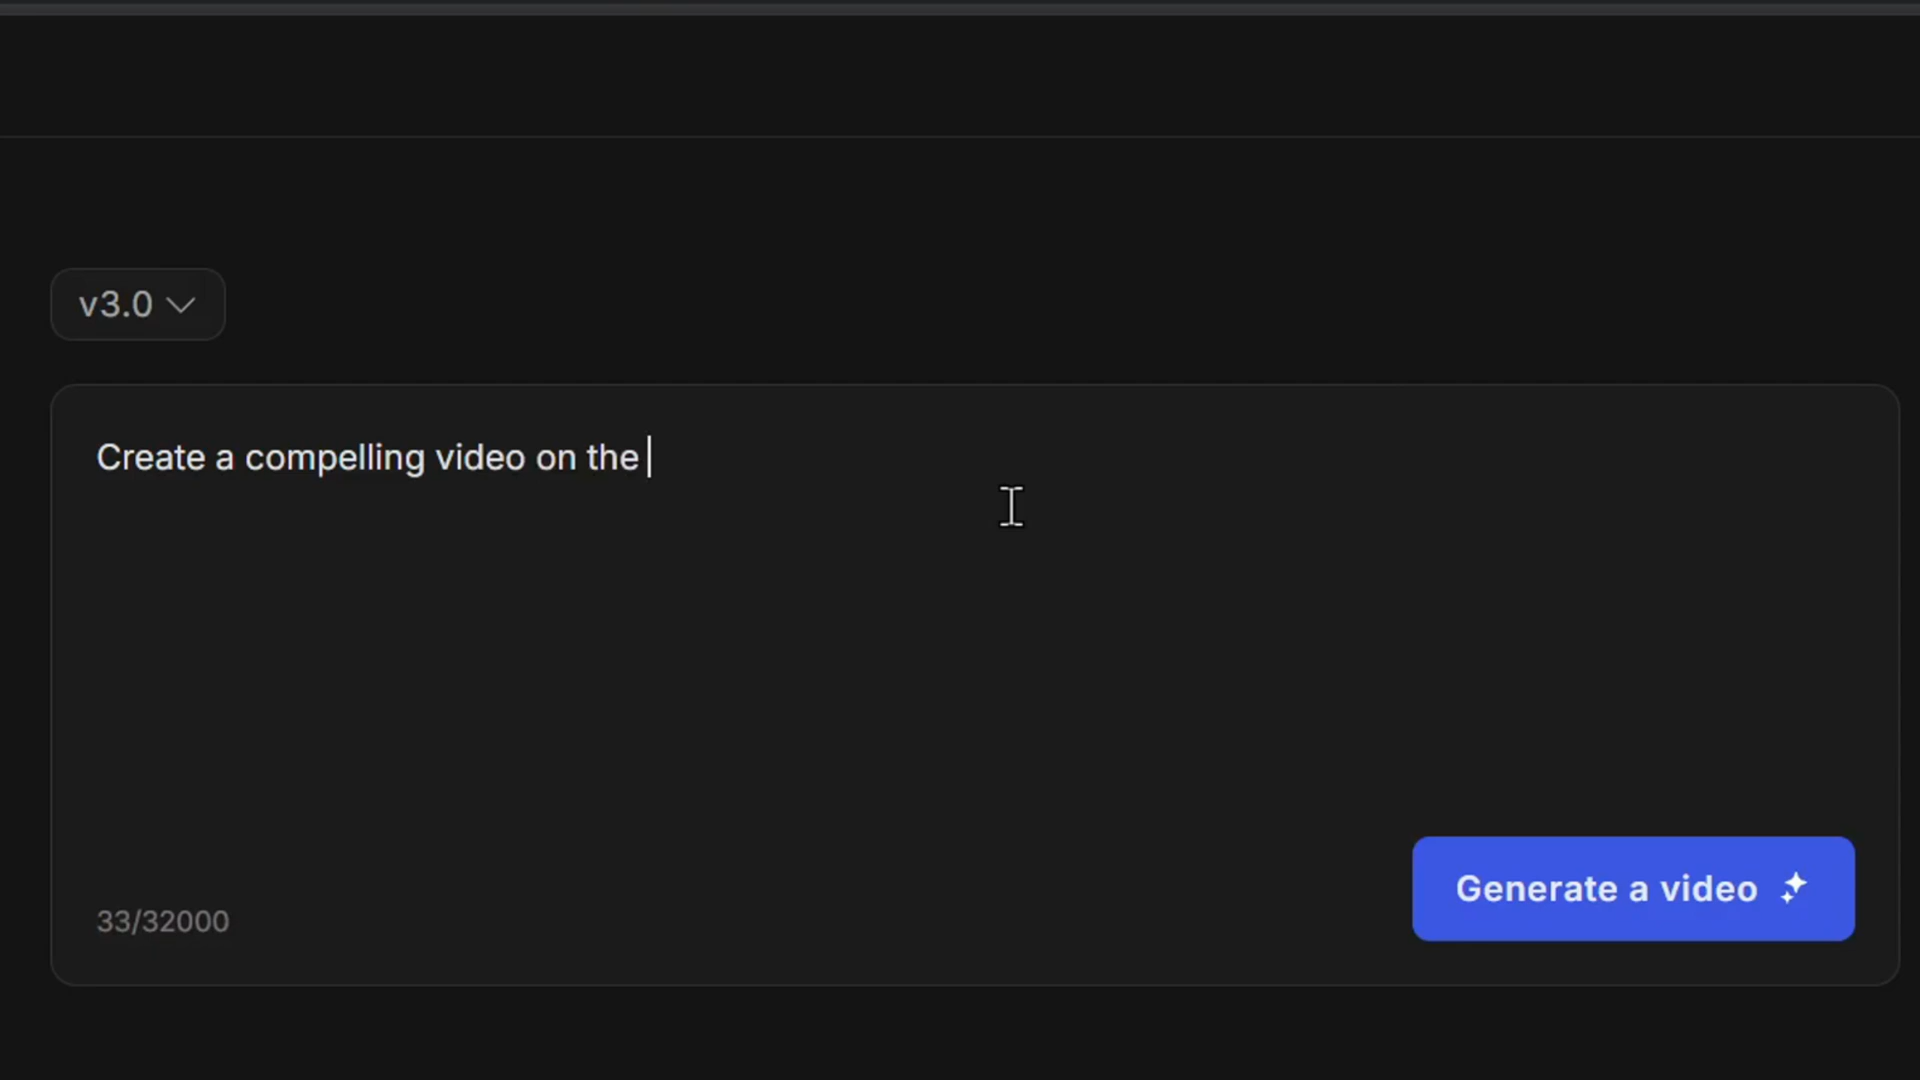 v3.0
Create a compelling video on the
33/32000
Generate a video